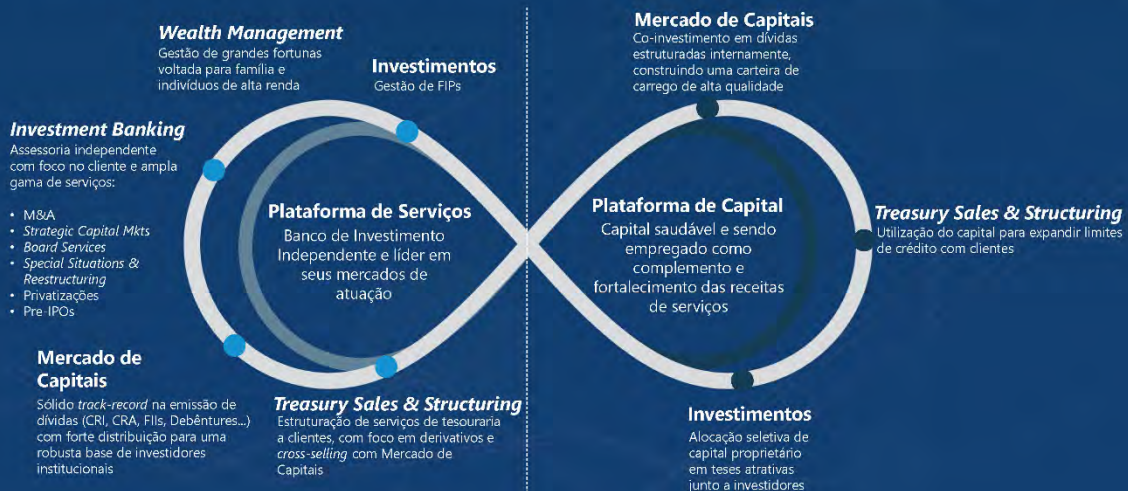 Wealth Management
Gestão de grandes fortunas
voltada para família e
indivíduos de alta renda
Investimentos
Gestão de FIPs
Investment Banking
Assessoria independente
com foco no cliente e ampla
gama de serviços:
• M&A
• Strategic Capital Mkts
• Board Services
• Special Situations &
Reestructuring
• Privatizações
• Pre-IPOs
Plataforma de Serviços
Banco de Investimento
Independente e líder em
seus mercados de
atuação
Mercado de
Capitais
Sólido track-record na emissão de
dívidas (CRI, CRA, FIIs, Debêntures...)
com forte distribuição para uma
robusta base de investidores
institucionais
Treasury Sales & Structuring
Estruturação de serviços de tesouraria
a clientes, com foco em derivativos e
cross-selling com Mercado de
Capitais
Mercado de Capitais
Co-investimento em dívidas
estruturadas internamente,
construindo uma carteira de
carrego de alta qualidade
Plataforma de Capital
Capital saudável e sendo
empregado como
complemento e
fortalecimento das receitas
de serviços
Treasury Sales & Structuring
Utilização do capital para expandir limites
de crédito com clientes
Investimentos
Alocação seletiva de
capital proprietário
em teses atrativas
junto a investidores